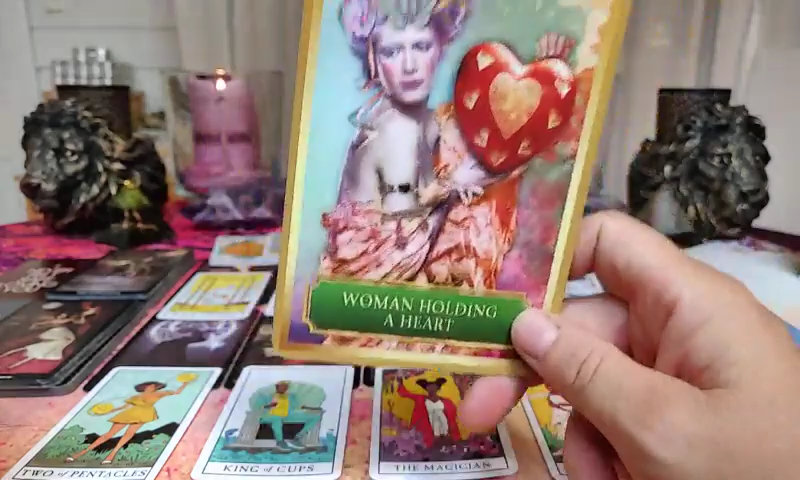 WOMAN HOLDING
A HEART
TWO of PENTACLES
KING of CUPS
THE MAGICIAN